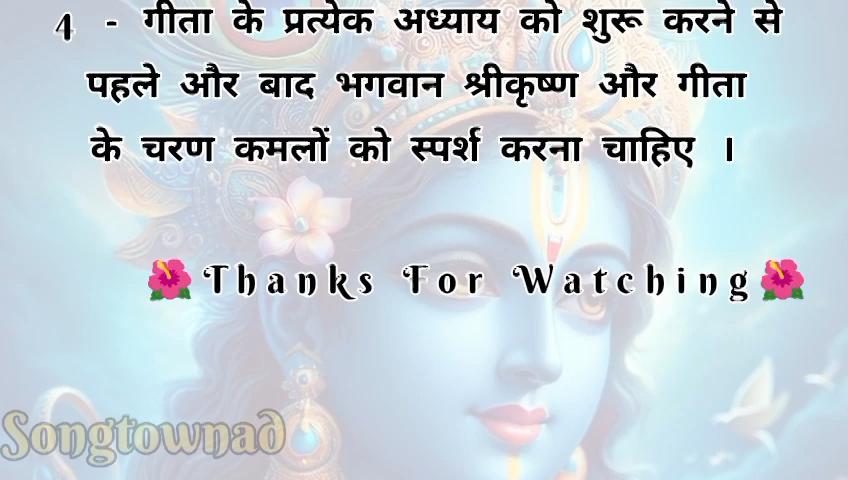 4 - गीता के प्रत्येक अध्याय को शुरू करने से
पहले और बाद भगवान श्रीकृष्ण और गीता
के चरण कमलों को स्पर्श करना चाहिए ।
🌺Thanks For Watching🌺
Songtownad